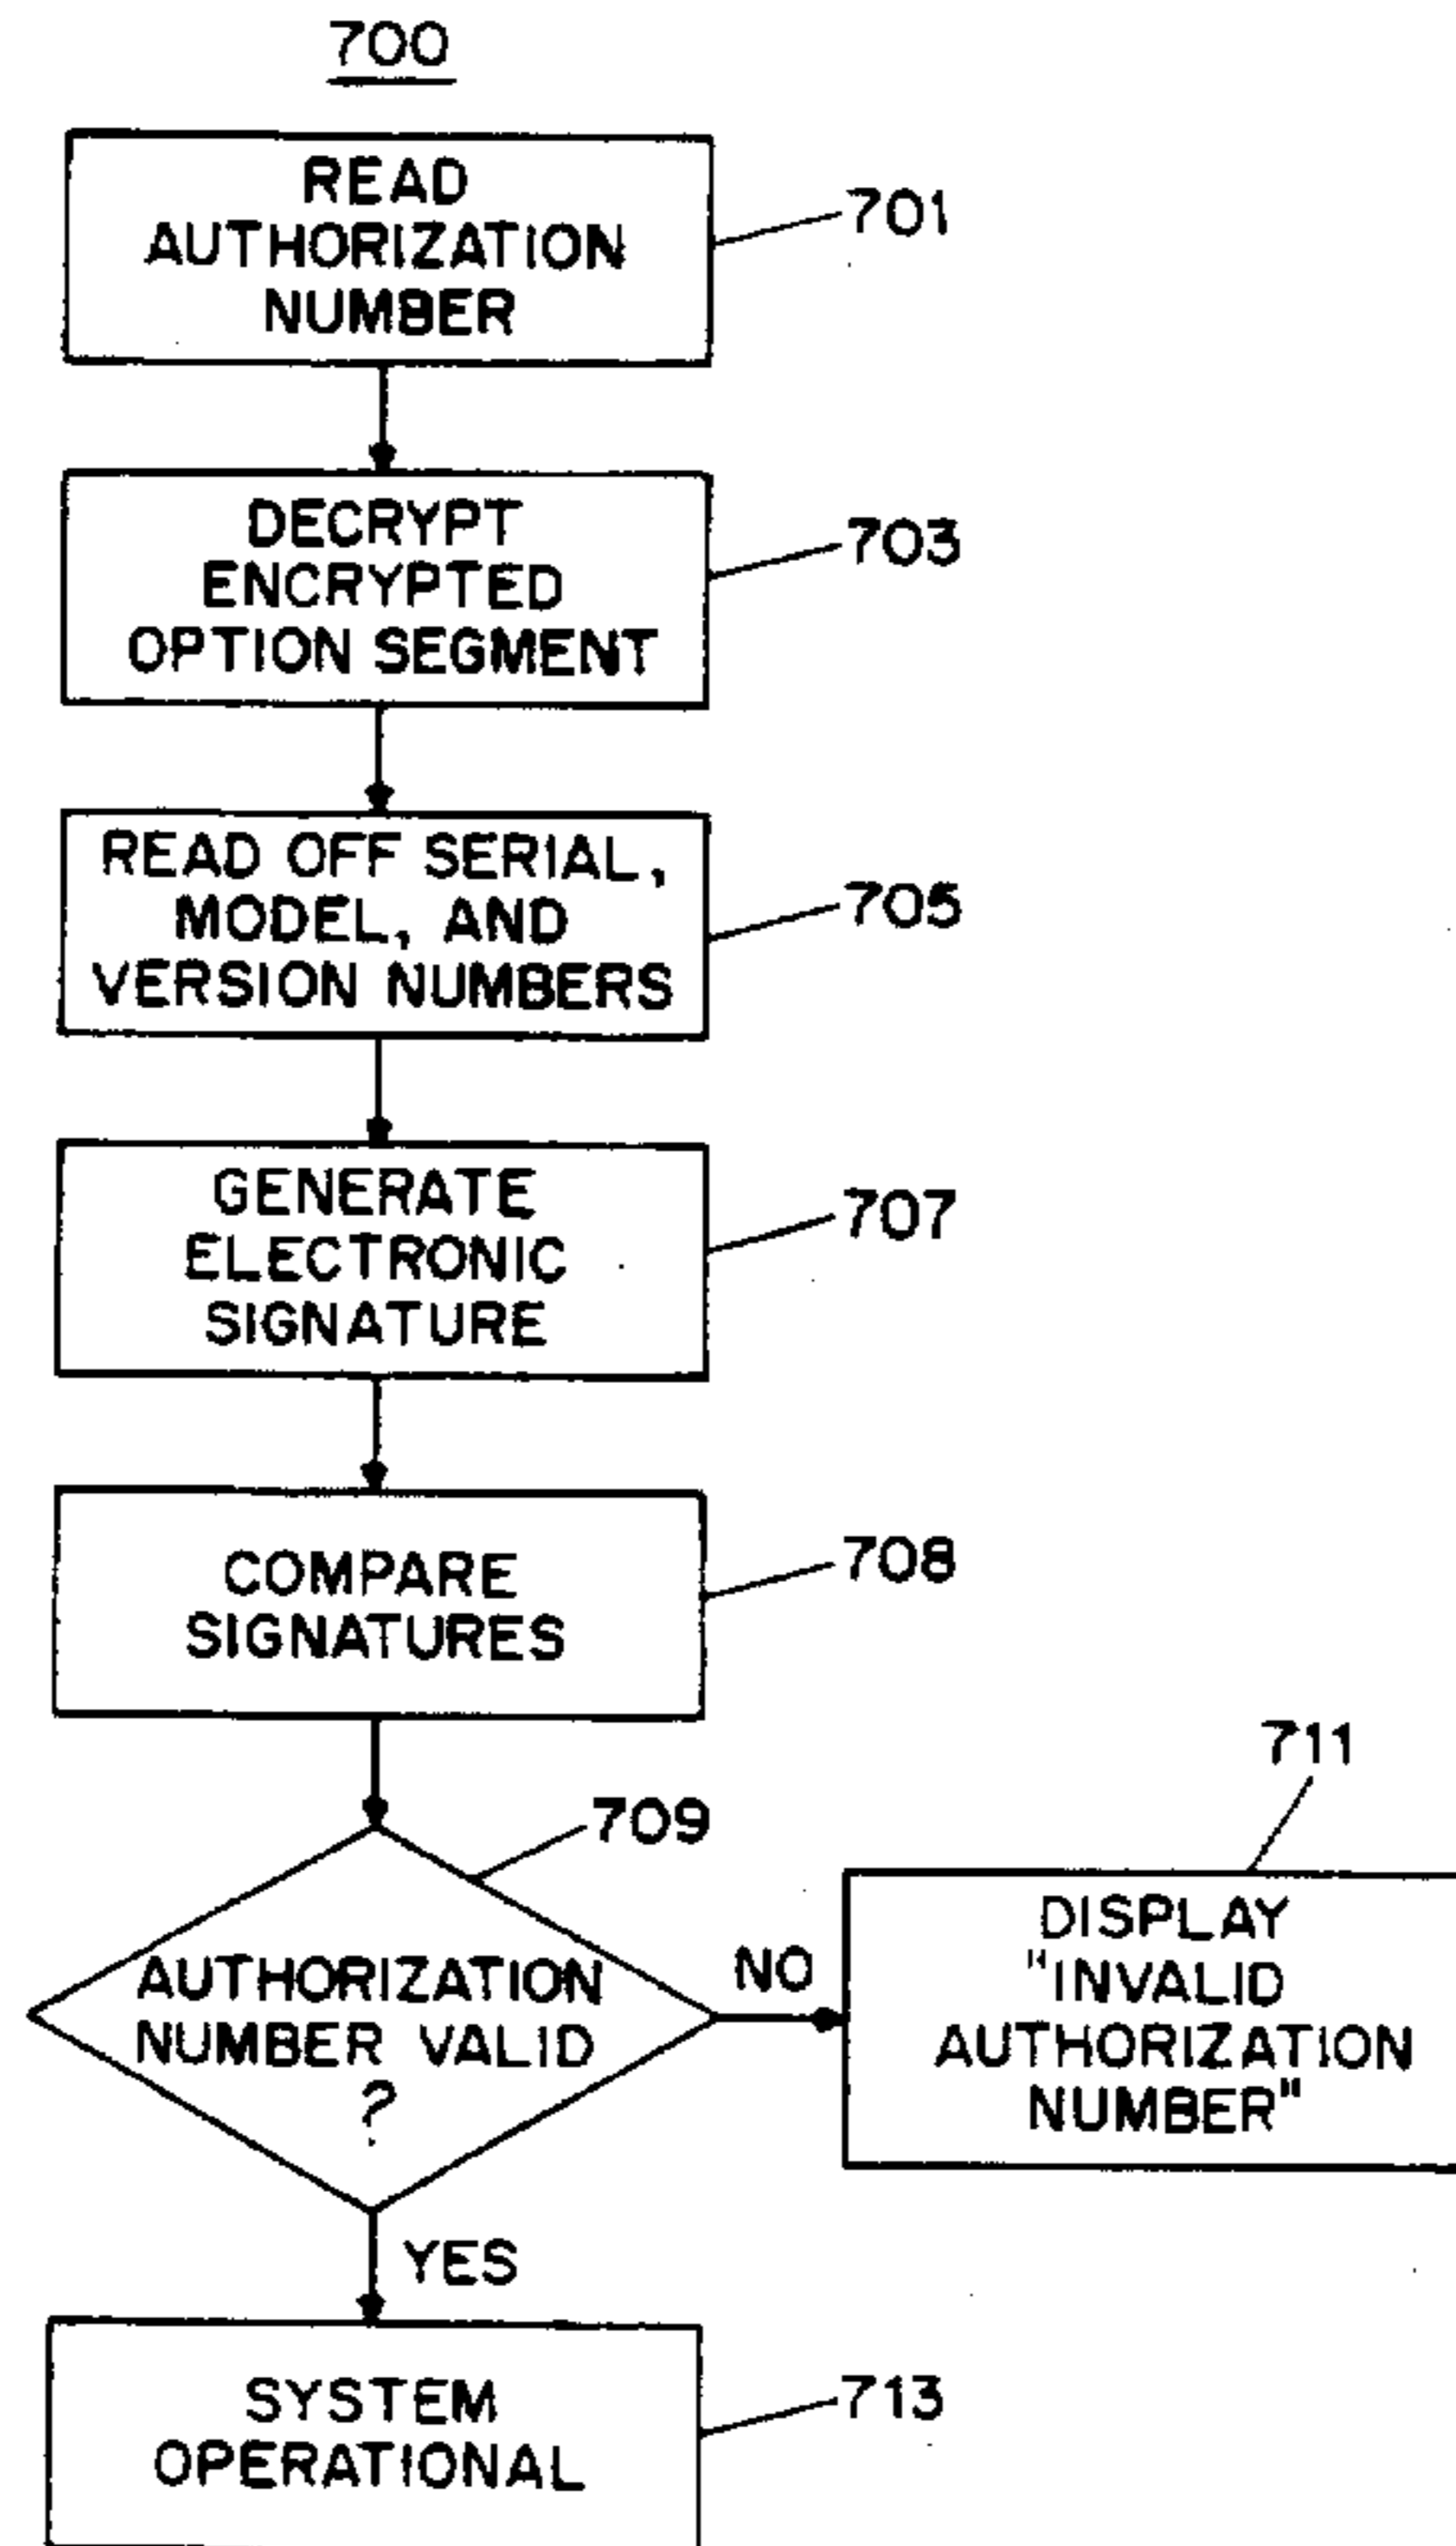 700
READ
AUTHORIZATION
NUMBER
701
DECRYPT
ENCRYPTED
OPTION SEGMENT
703
READ OFF SERIAL,
MODEL, AND
VERSION NUMBERS
705
GENERATE
ELECTRONIC
SIGNATURE
707
COMPARE
SIGNATURES
708
709
AUTHORIZATION
NUMBER VALID
?
NO
711
DISPLAY
"INVALID
AUTHORIZATION
NUMBER"
YES
SYSTEM
OPERATIONAL
713